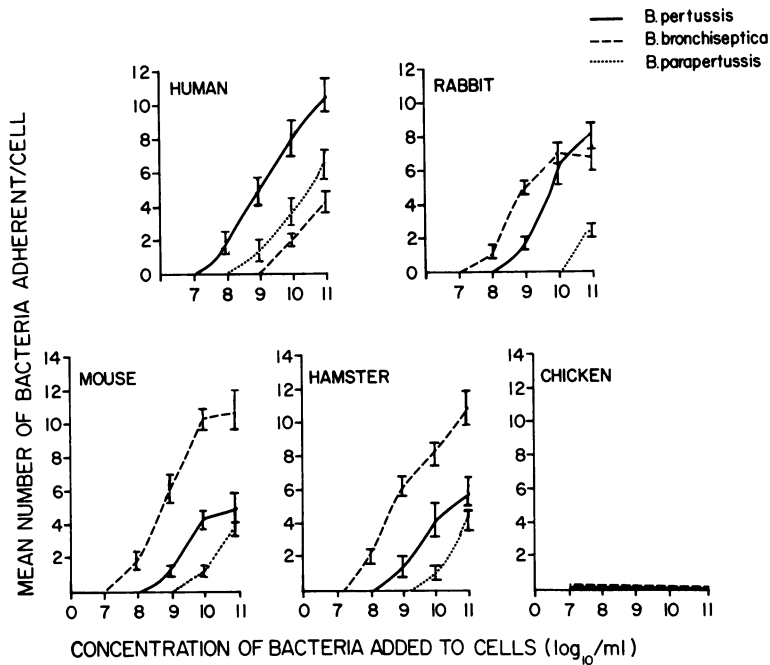 B. pertussis
B. bronchiseptica
B. parapertussis
MEAN NUMBER OF BACTERIA ADHERENT/CELL
HUMAN
12
10
8
6
4
2
0
7 8 9 10 11
RABBIT
12
10
8
6
4
2
0
7 8 9 10 11
MOUSE
14
12
10
8
6
4
2
0 7 8 9 10 11
HAMSTER
14
12
10
8
6
4
2
0 7 8 9 10 11
CHICKEN
14
12
10
8
6
4
2
0 7 8 9 10 11
CONCENTRATION OF BACTERIA ADDED TO CELLS (log10/ml)